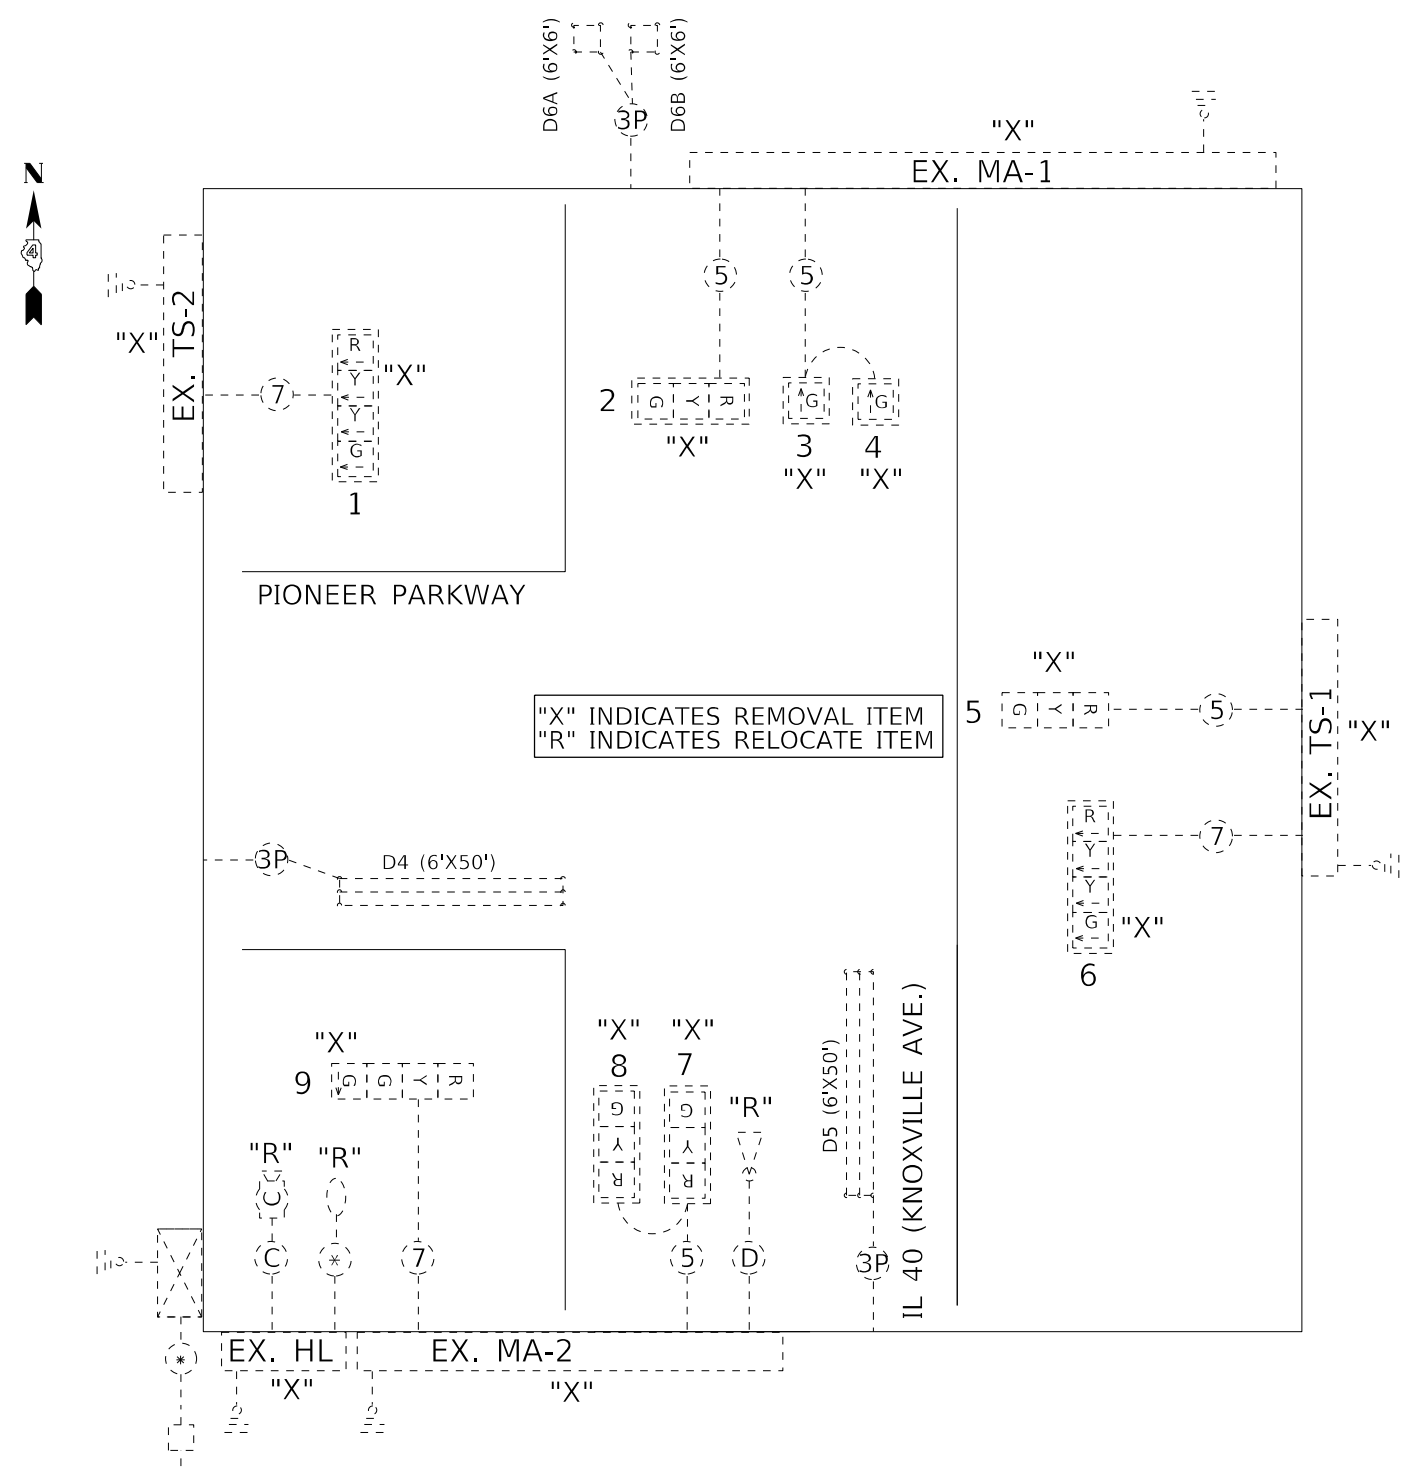 D6A (6'X6')
D6B (6'X6')
3P
"X"
EX. MA-1
N
4
EX. TS-2
"X"
7
R
Y
Y
G
"X"
1
5
5
2
G Y R
"X"
G
3
"X"
G
4
"X"
PIONEER PARKWAY
"X" INDICATES REMOVAL ITEM
"R" INDICATES RELOCATE ITEM
"X"
5
G Y R
5
EX. TS-1
"X"
R
Y
Y
G
7
"X"
6
3P
D4 (6'X50')
"X"
9
G G Y R
"R"
C
C
"R"
*
7
"X"
8
G
Y
R
"X"
7
G
Y
R
5
"R"
D
D5 (6'X50')
3P
IL 40 (KNOXVILLE AVE.)
*
EX. HL
"X"
EX. MA-2
"X"